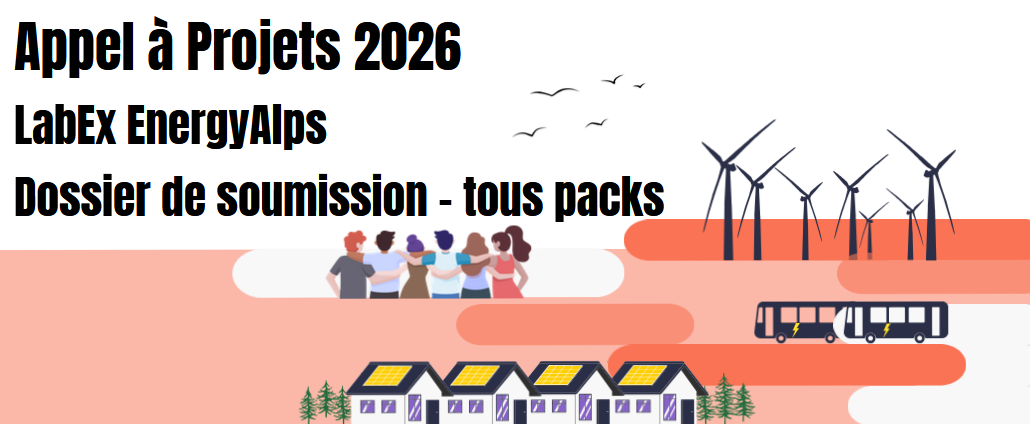 Appel à Projets 2026
LabEx EnergyAlps
Dossier de soumission - tous packs